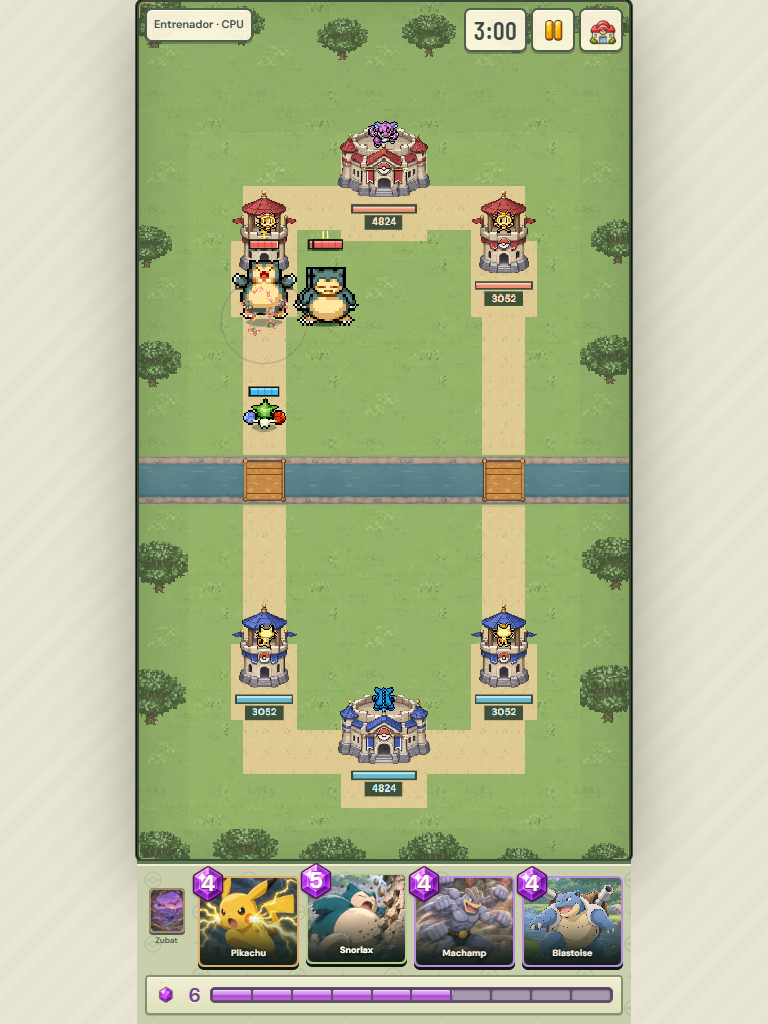 Entrenador · CPU
3:00
4824
3052
3052
3052
4824
4
5
4
4
Zubat
Pikachu
Snorlax
Machamp
Blastoise
6